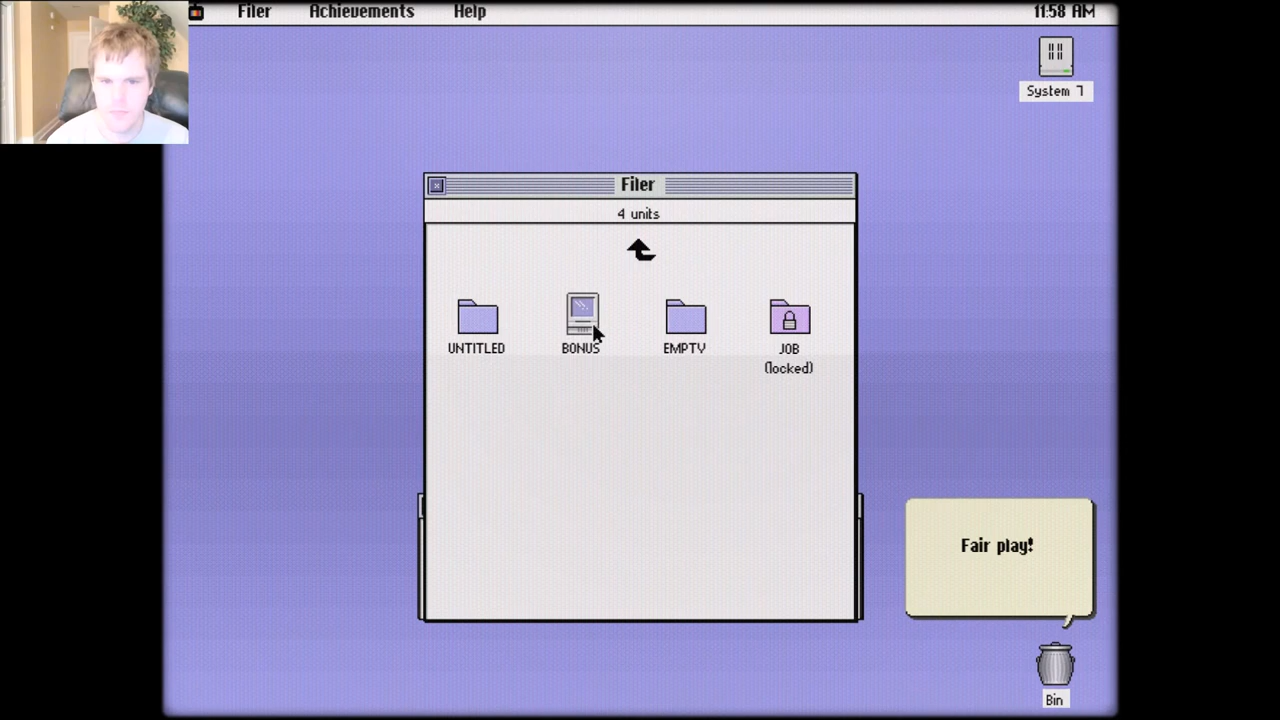 Filer Achievements Help 11:58 AM
System 7
Filer
4 units
UNTITLED BONUS EMPTY JOB
(locked)
Fair play!
Bin